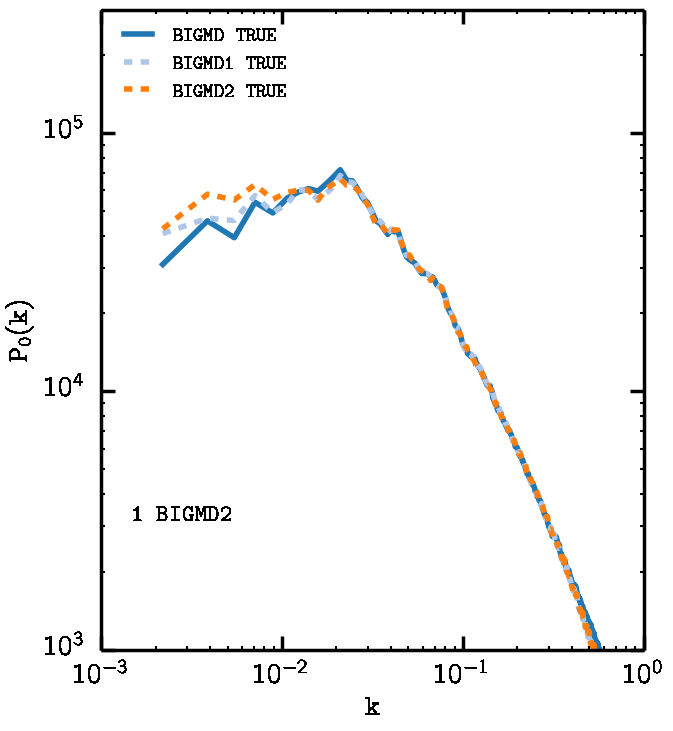 BIGMD TRUE
BIGMD1 TRUE
BIGMD2 TRUE
10^5
10^4
10^3
P_0(k)
1 BIGMD2
10^-3 10^-2 10^-1 10^0
k